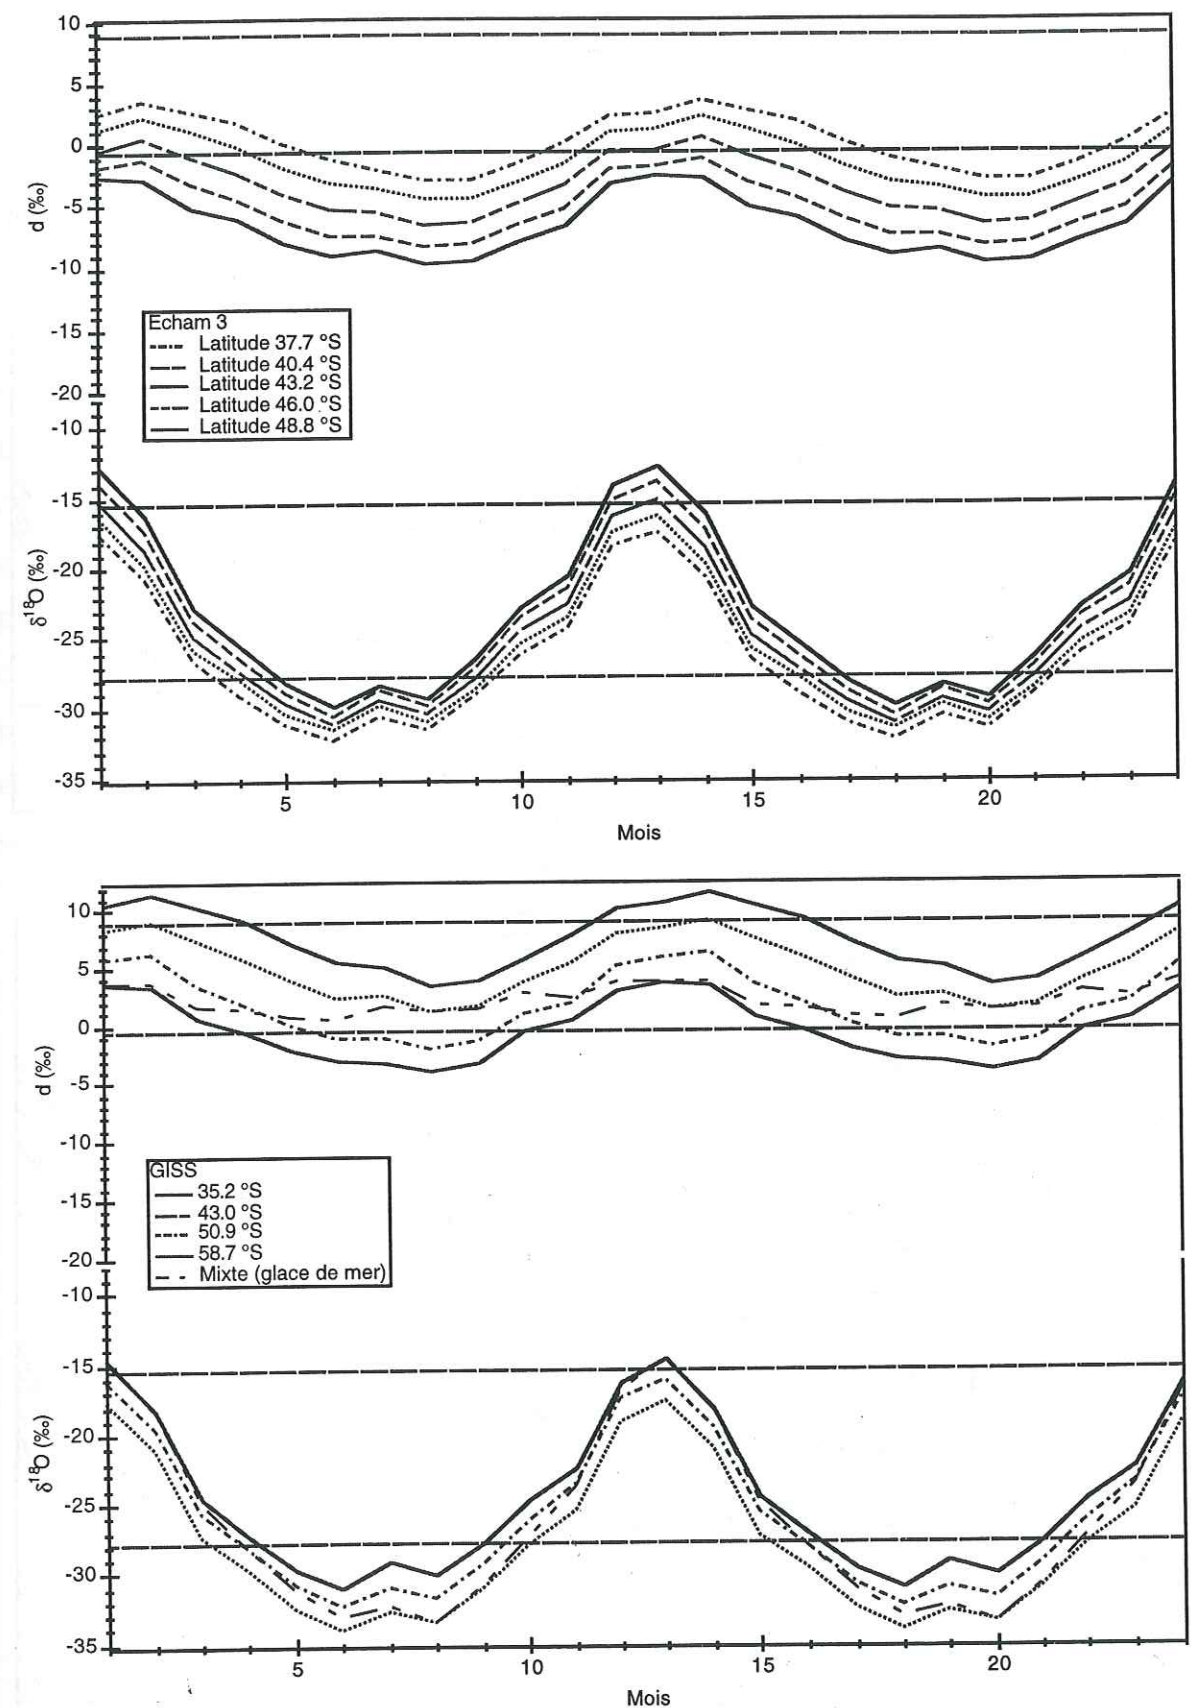 10
5
0
-5
-10
-15
-20
d (‰)
Echam 3
Latitude 37.7 °S
Latitude 40.4 °S
Latitude 43.2 °S
Latitude 46.0 °S
Latitude 48.8 °S
-10
-15
-20
-25
-30
-35
δ¹⁸O (‰)
5 10 15 20
Mois
10
5
0
-5
-10
-15
-20
d (‰)
GISS
35.2 °S
43.0 °S
50.9 °S
58.7 °S
Mixte (glace de mer)
-10
-15
-20
-25
-30
-35
δ¹⁸O (‰)
5 10 15 20
Mois